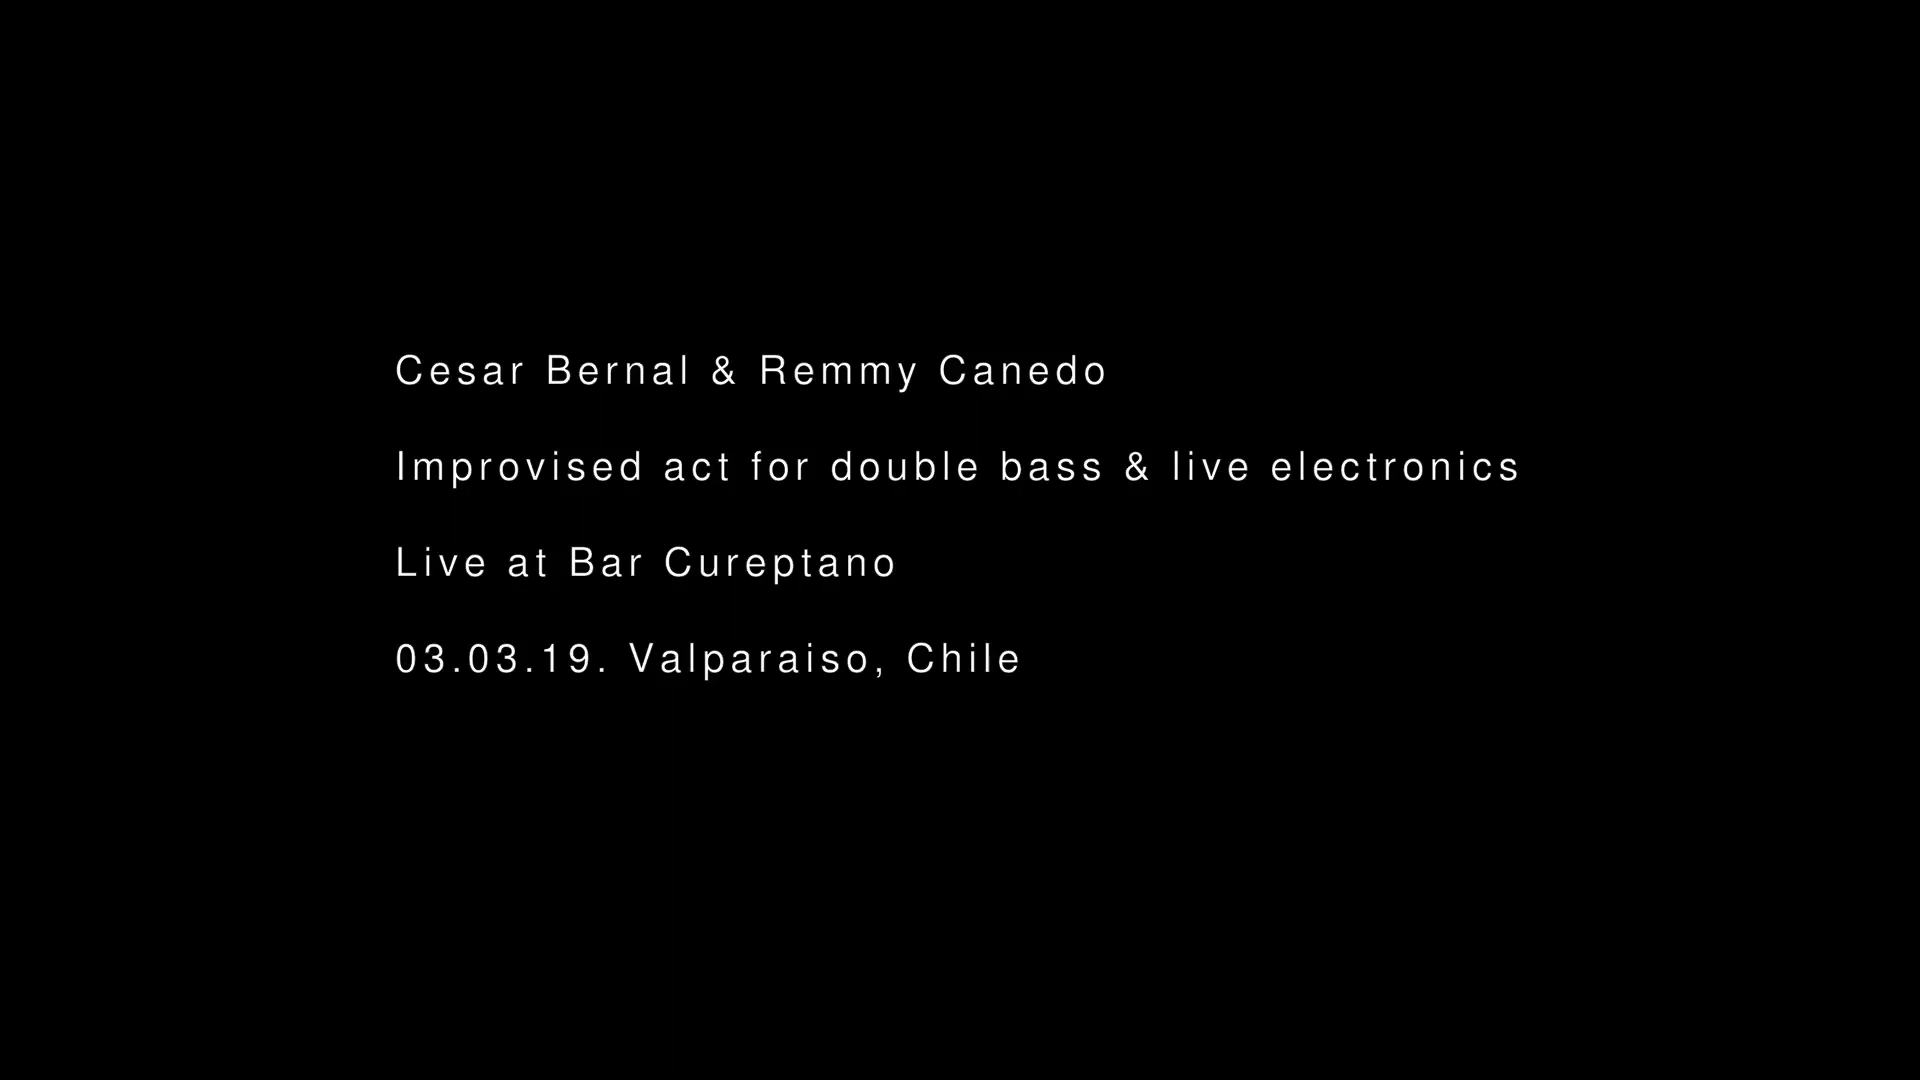 Cesar Bernal & Remmy Canedo
Improvised act for double bass & live electronics
Live at Bar Cureptano
03.03.19. Valparaiso, Chile